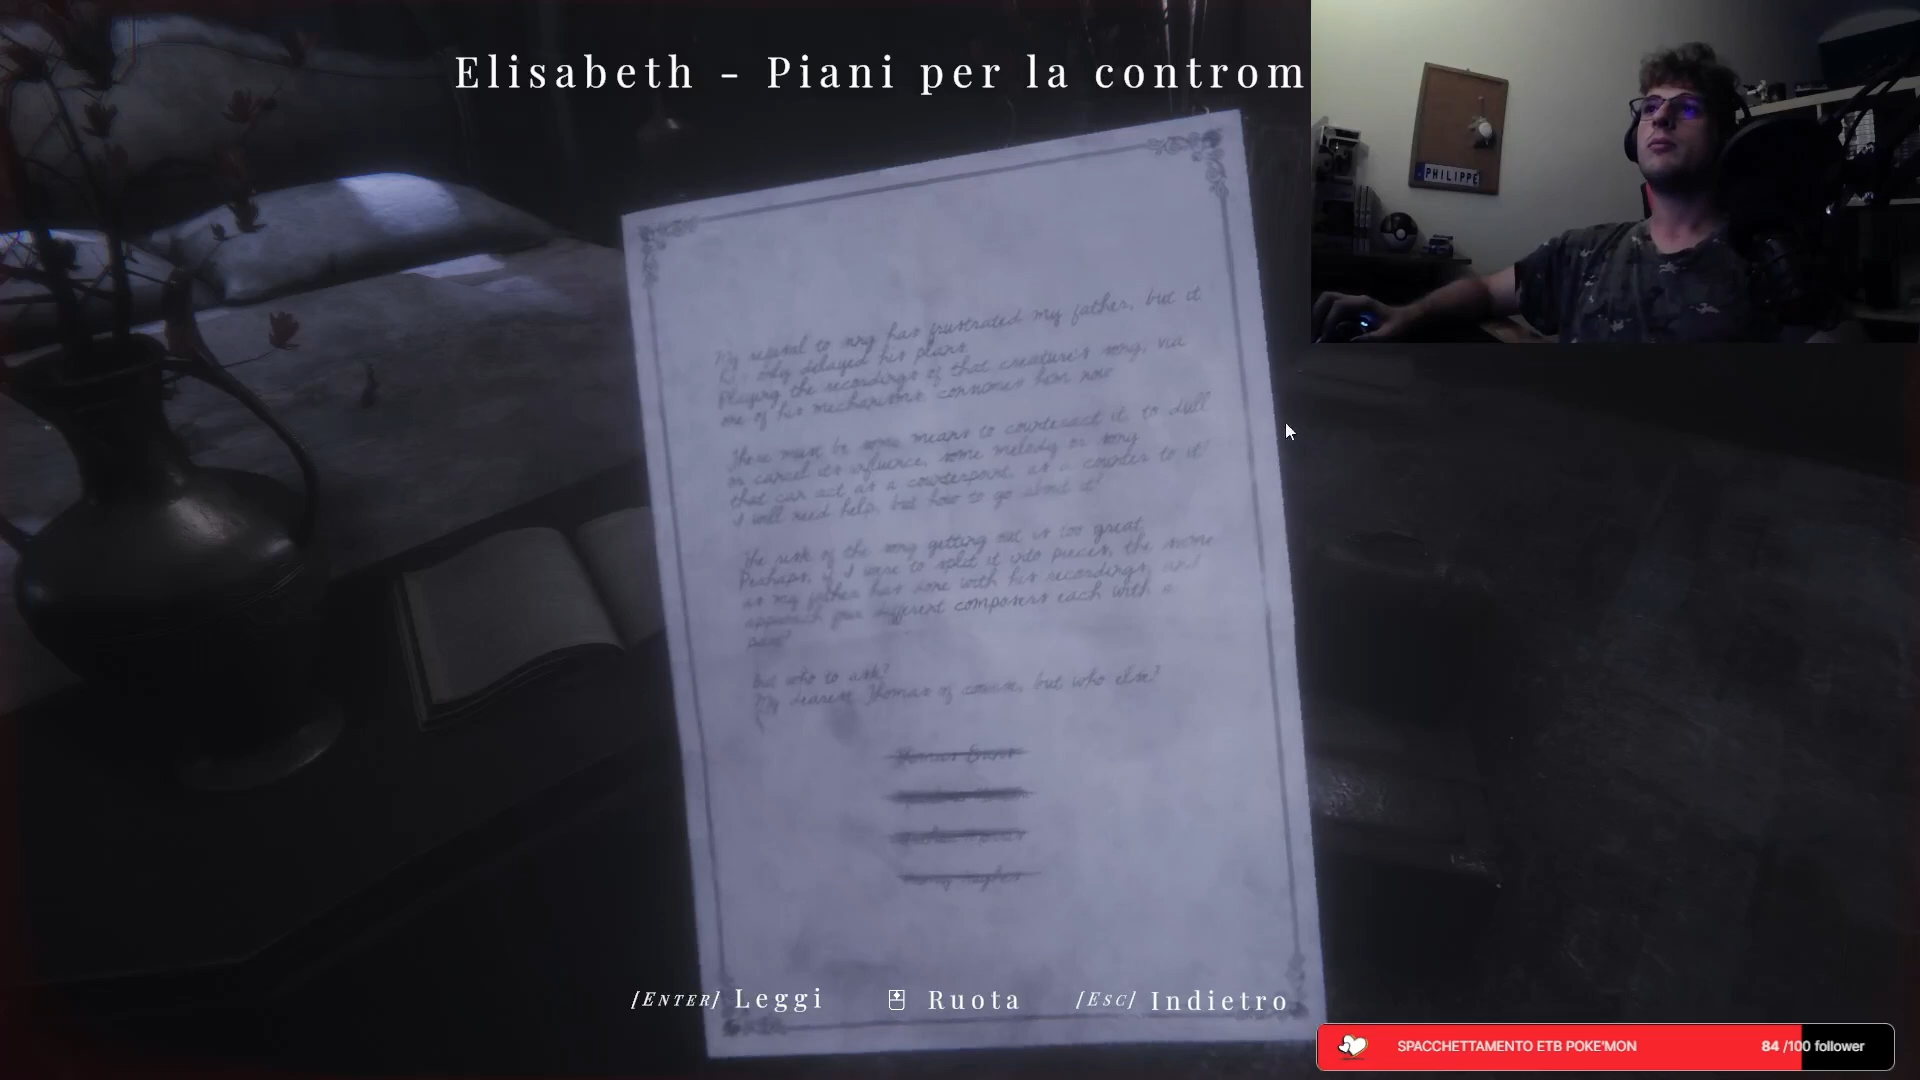 Elisabeth - Piani per la controm
PHILIPPE
My refusal to sing has frustrated my father, but it
only delayed his plans.
Playing the recordings of that creature's song, via
one of his mechanisms consumes him now
There must be some means to counteract it, to dull
or cancel its influence, some melody or song
that can act as a counterpoint, as a counter to it?
I will need help, but how to go about it?
The risk of the song getting out is too great
Perhaps, if I were to split it into pieces, the same
as my father has done with his recordings, and
approach four different composers each with a
But who to ask?
My dearest Thomas of course, but who else?
Thomas
[ENTER] Leggi
Ruota
[ESC] Indietro
SPACCHETTAMENTO ETB POKE'MON
84 /100 follower